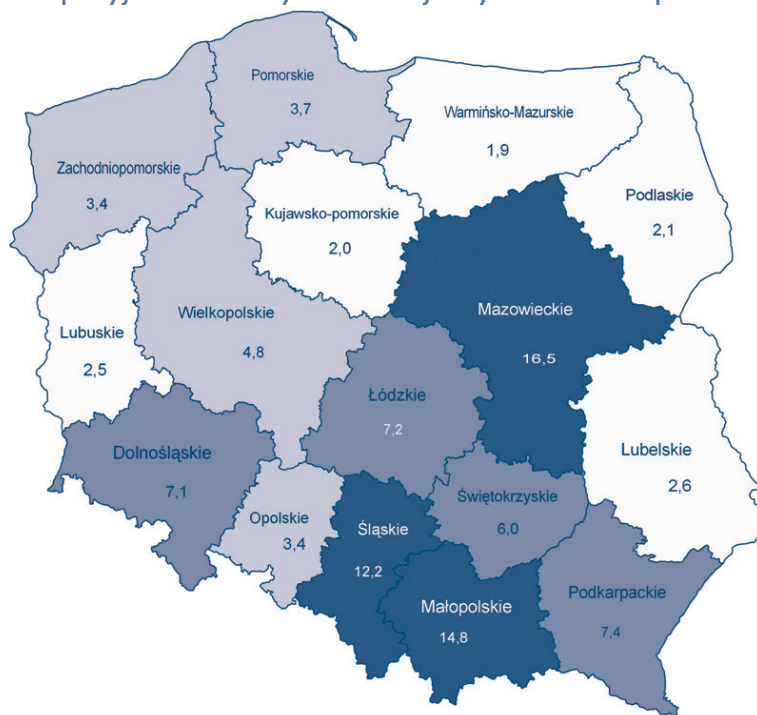 Pomorskie
3,7
Warmińsko-Mazurskie
1,9
Zachodniopomorskie
3,4
Podlaskie
2,1
Kujawsko-pomorskie
2,0
Mazowieckie
16,5
Wielkopolskie
4,8
Lubuskie
2,5
Łódzkie
7,2
Dolnośląskie
7,1
Lubelskie
2,6
Świętokrzyskie
6,0
Opolskie
3,4
Śląskie
12,2
Podkarpackie
7,4
Małopolskie
14,8